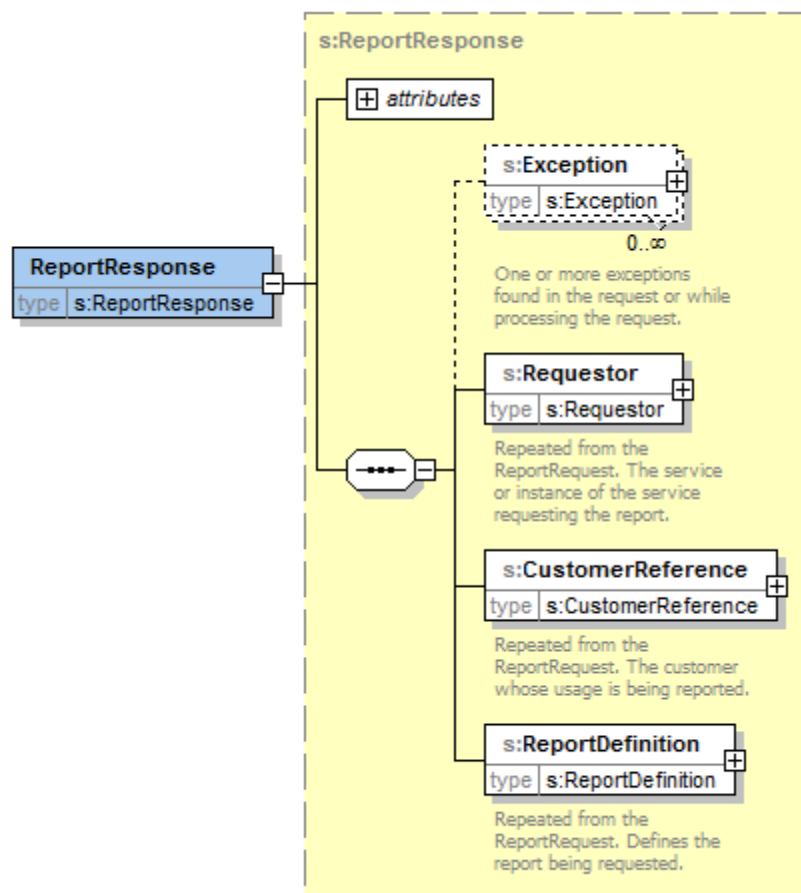 s:ReportResponse
attributes
s:Exception
type s:Exception
0..∞
One or more exceptions
found in the request or while
processing the request.
ReportResponse
type s:ReportResponse
s:Requestor
type s:Requestor
Repeated from the
ReportRequest. The service
or instance of the service
requesting the report.
s:CustomerReference
type s:CustomerReference
Repeated from the
ReportRequest. The customer
whose usage is being reported.
s:ReportDefinition
type s:ReportDefinition
Repeated from the
ReportRequest. Defines the
report being requested.